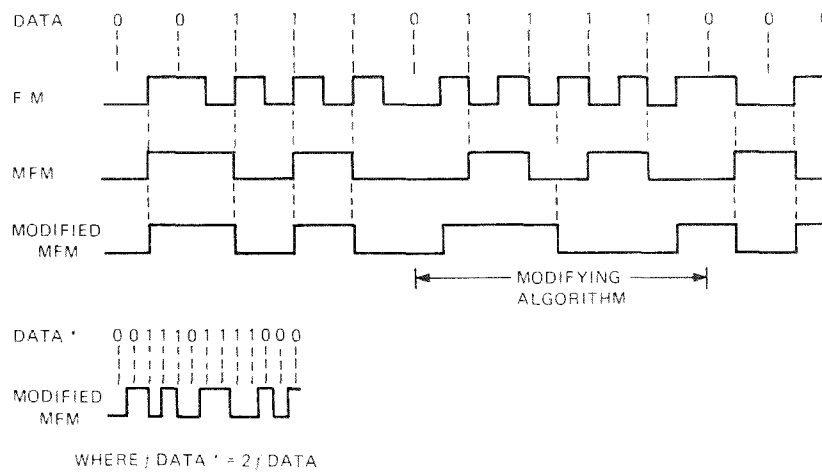 DATA 0 0 1 1 1 0 1 1 1 1 0 0
FM
MFM
MODIFIED
MFM
MODIFYING
ALGORITHM
DATA * 0 0 1 1 1 0 1 1 1 1 0 0 0
MODIFIED
MFM
WHERE f DATA * = 2 f DATA